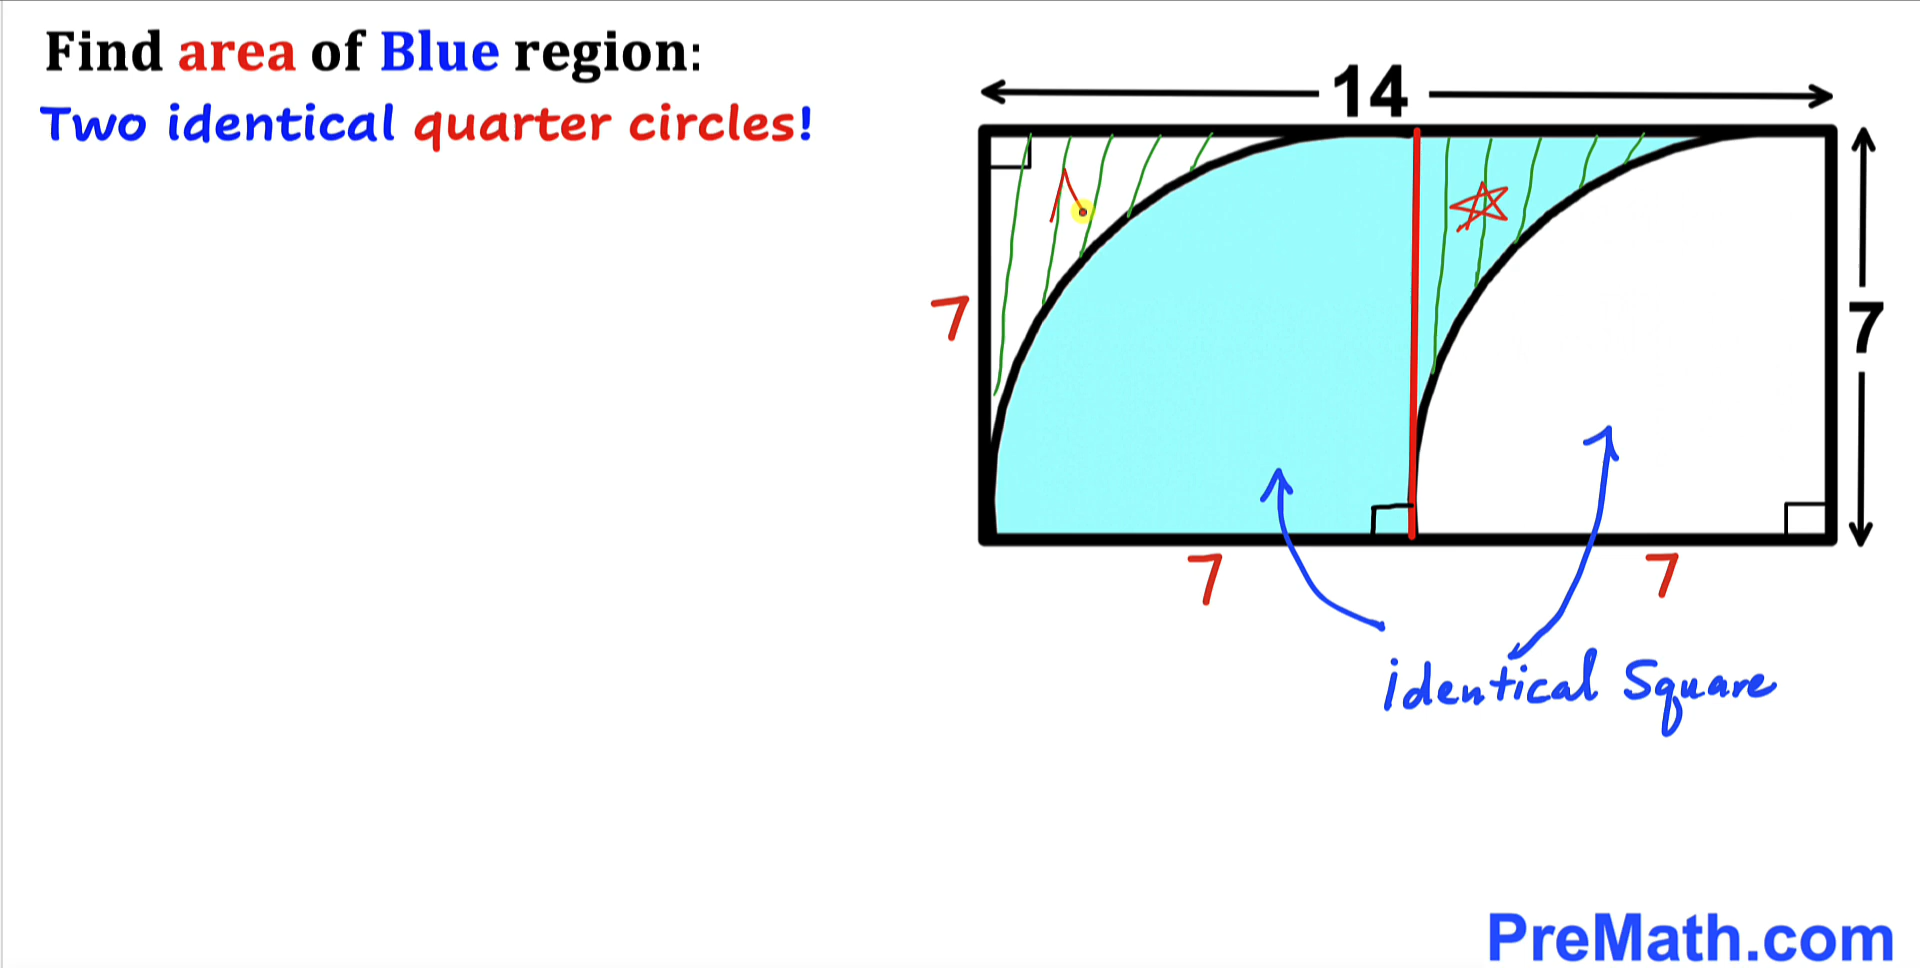 Find area of Blue region:
Two identical quarter circles!
14
7
7
7
7
identical Square
PreMath.com